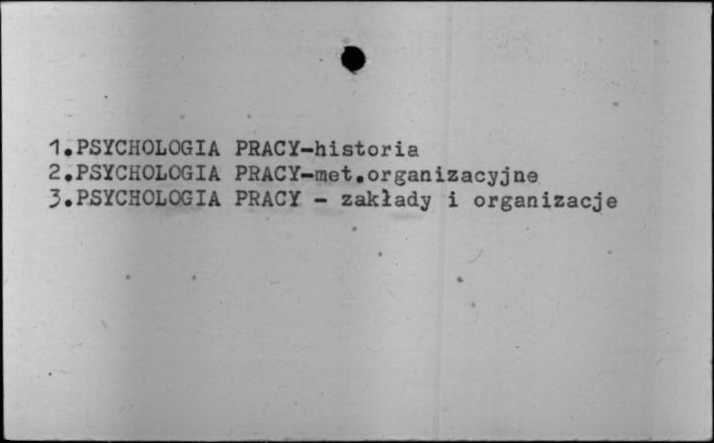 1.PSYCHOLOGIA PRACY-historia
2.PSYCHOLOGIA PRACY-met.organizacyjne
3.PSYCHOLOGIA PRACY - zakłady i organizacje